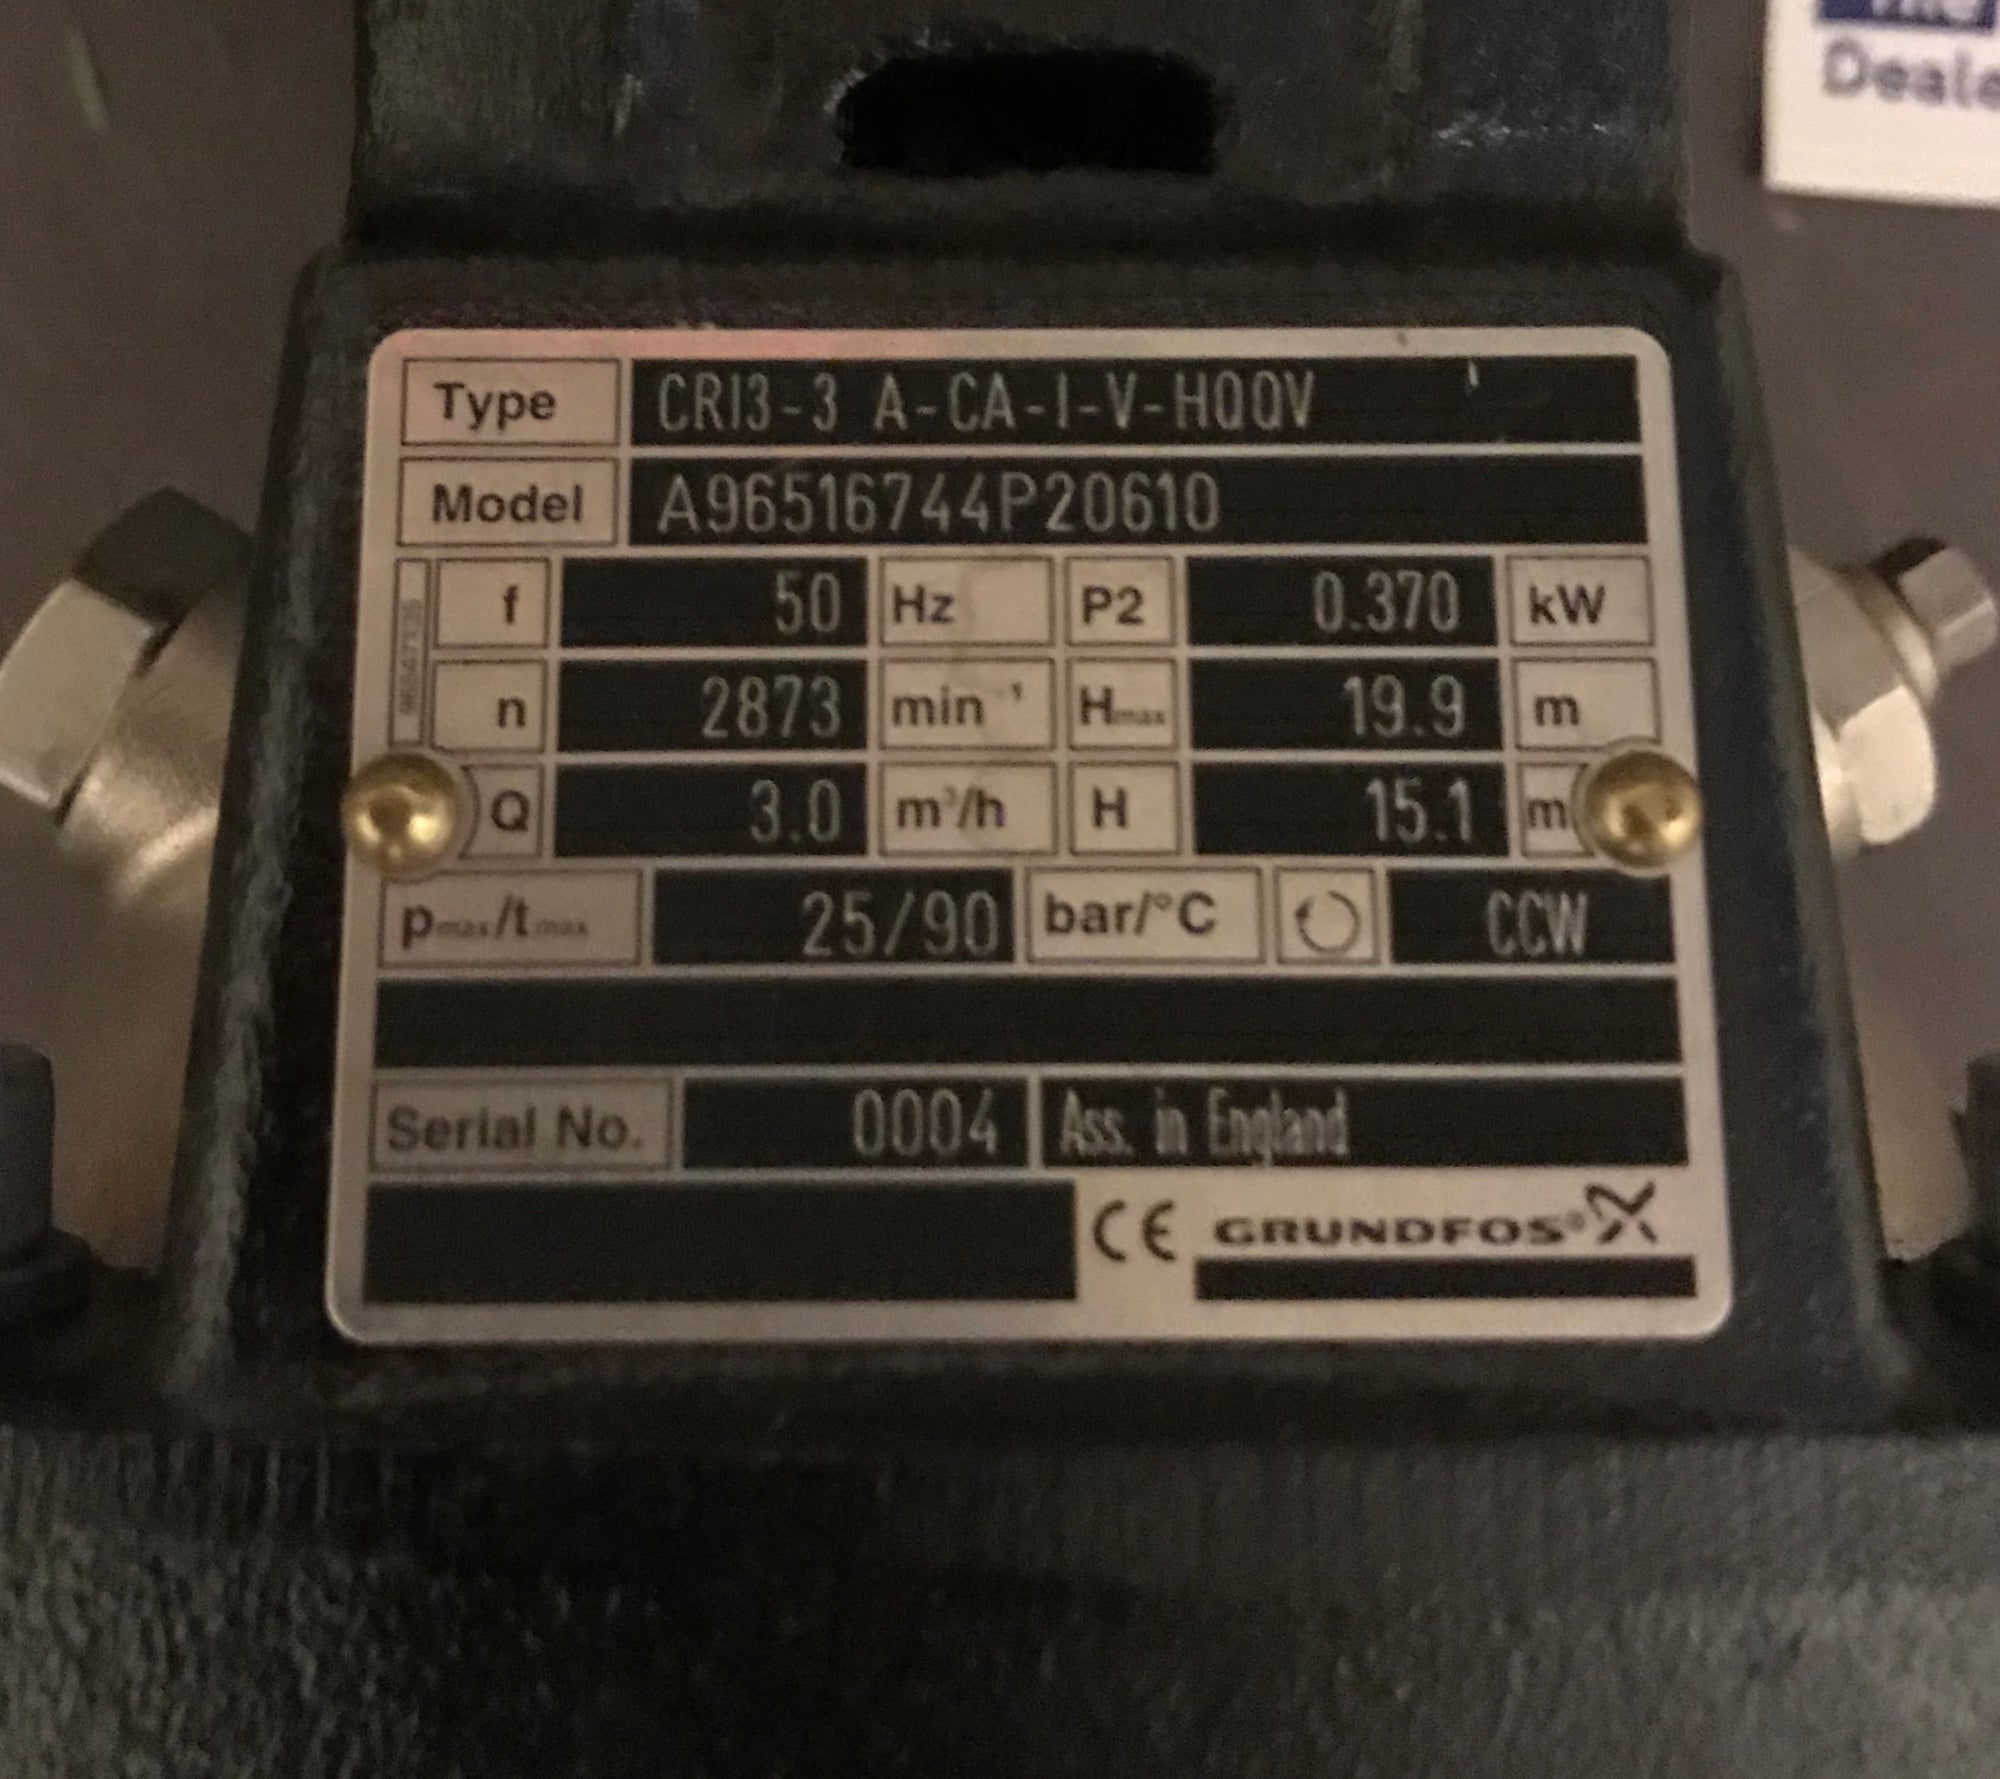 Deale
Type CRI3-3 A-CA-I-V-HQQV
Model A96516744P20610
f 50 Hz P2 0.370 kW
n 2873 min⁻¹ Hmax 19.9 m
Q 3.0 m³/h H 15.1 m
pmax/tmax 25/90 bar/°C CCW
Serial No. 0004 Ass. in England
CE GRUNDFOS®